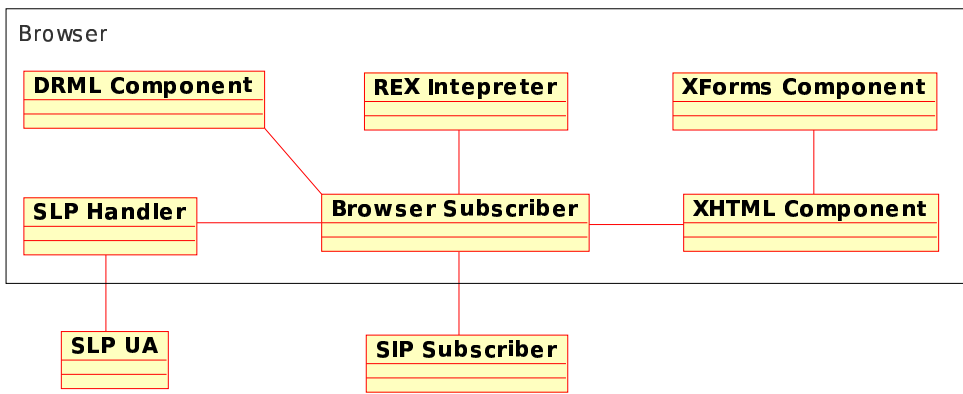 Browser
DRML Component
REX Intepreter
XForms Component
SLP Handler
Browser Subscriber
XHTML Component
SLP UA
SIP Subscriber